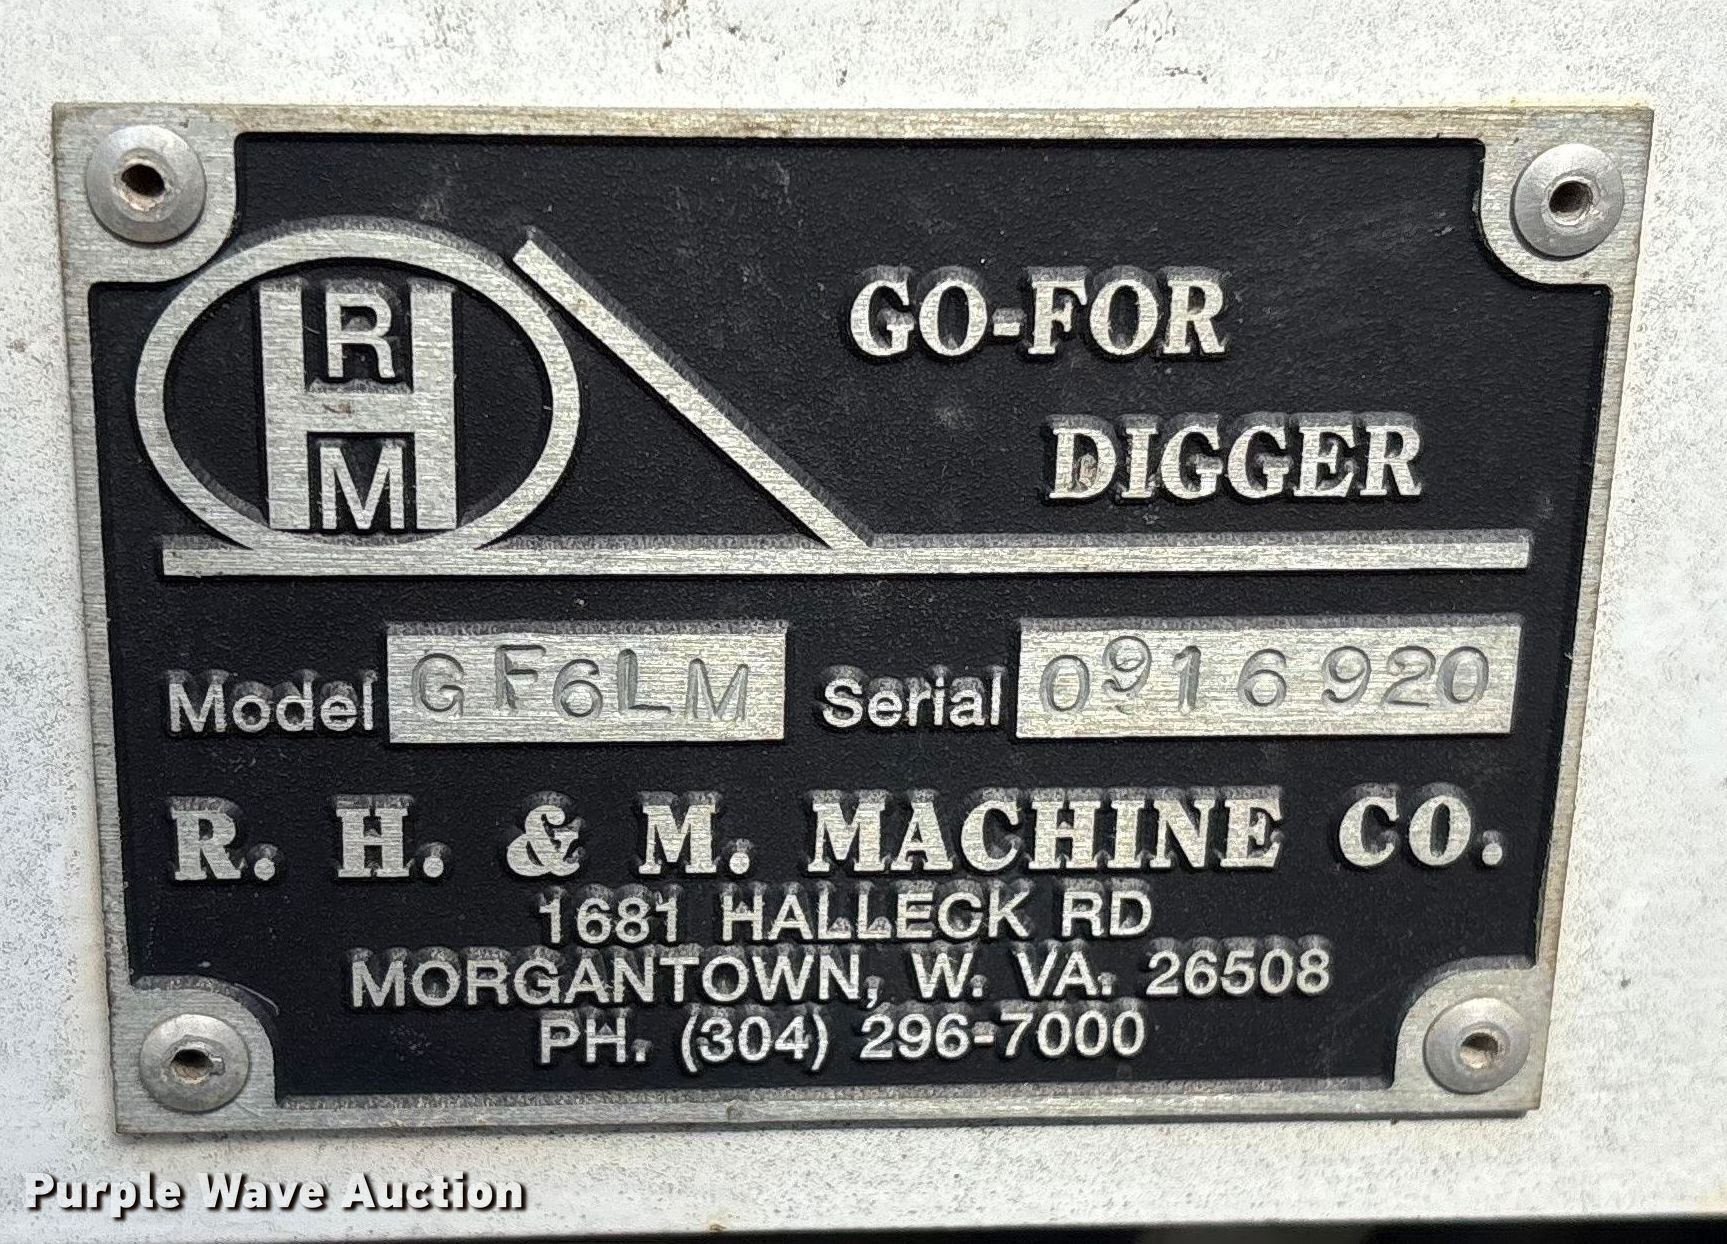 R
H
M
GO-FOR
DIGGER
Model GF6LM Serial 0916920
R. H. & M. MACHINE CO.
1681 HALLECK RD
MORGANTOWN, W. VA. 26508
PH. (304) 296-7000
Purple Wave Auction